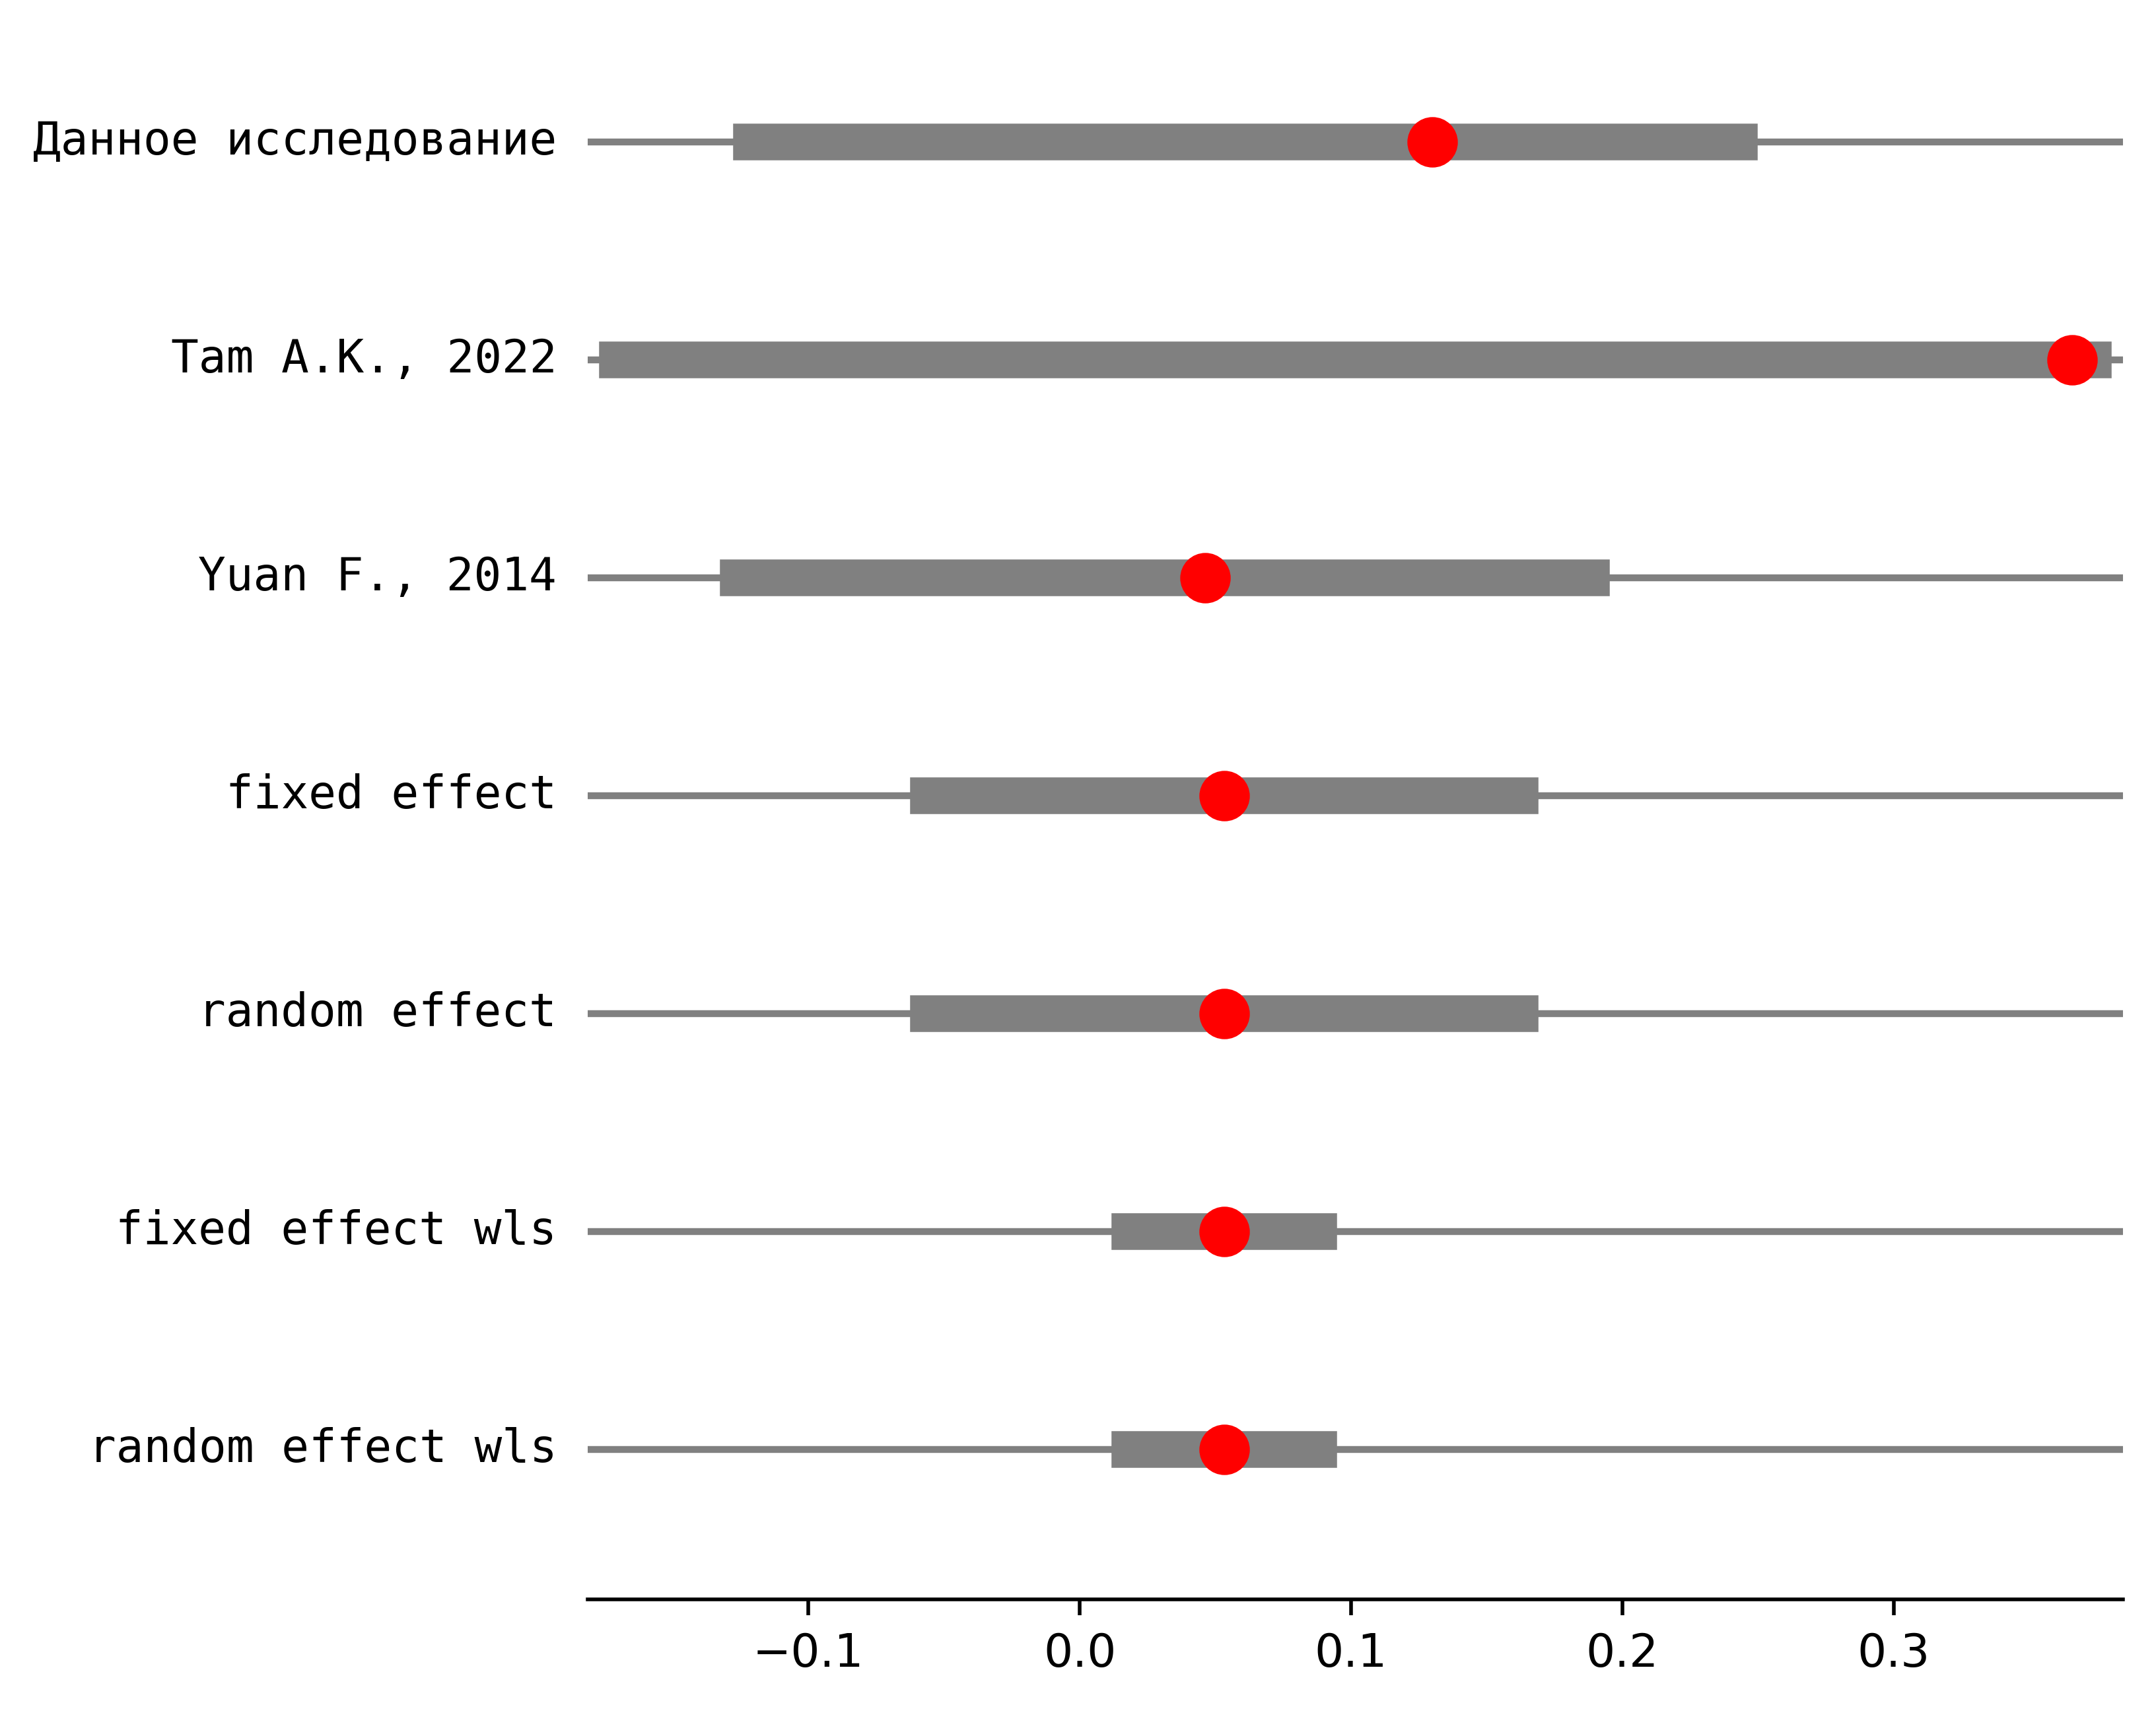 Данное исследование
Tam A.K., 2022
Yuan F., 2014
fixed effect
random effect
fixed effect wls
random effect wls
−0.1 0.0 0.1 0.2 0.3